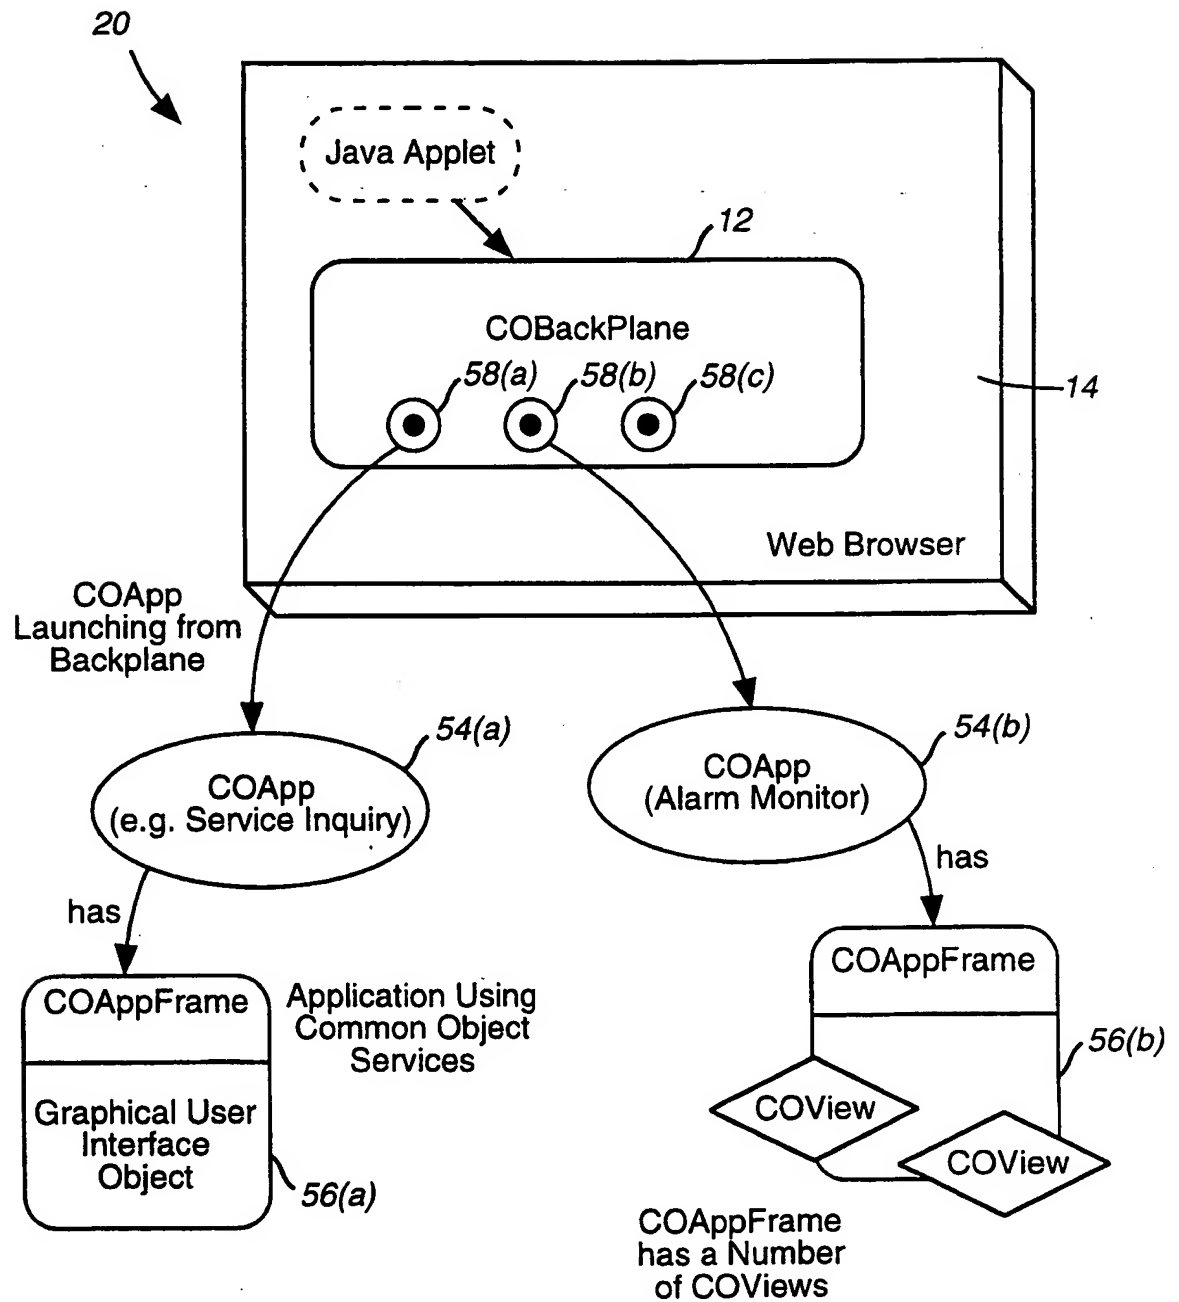 20
Java Applet
12
COBackPlane
58(a)
58(b)
58(c)
14
Web Browser
COApp
Launching from
Backplane
54(a)
COApp
(e.g. Service Inquiry)
54(b)
COApp
(Alarm Monitor)
has
has
COAppFrame
Graphical User
Interface
Object
56(a)
Application Using
Common Object
Services
COAppFrame
56(b)
COView
COView
COAppFrame
has a Number
of COViews